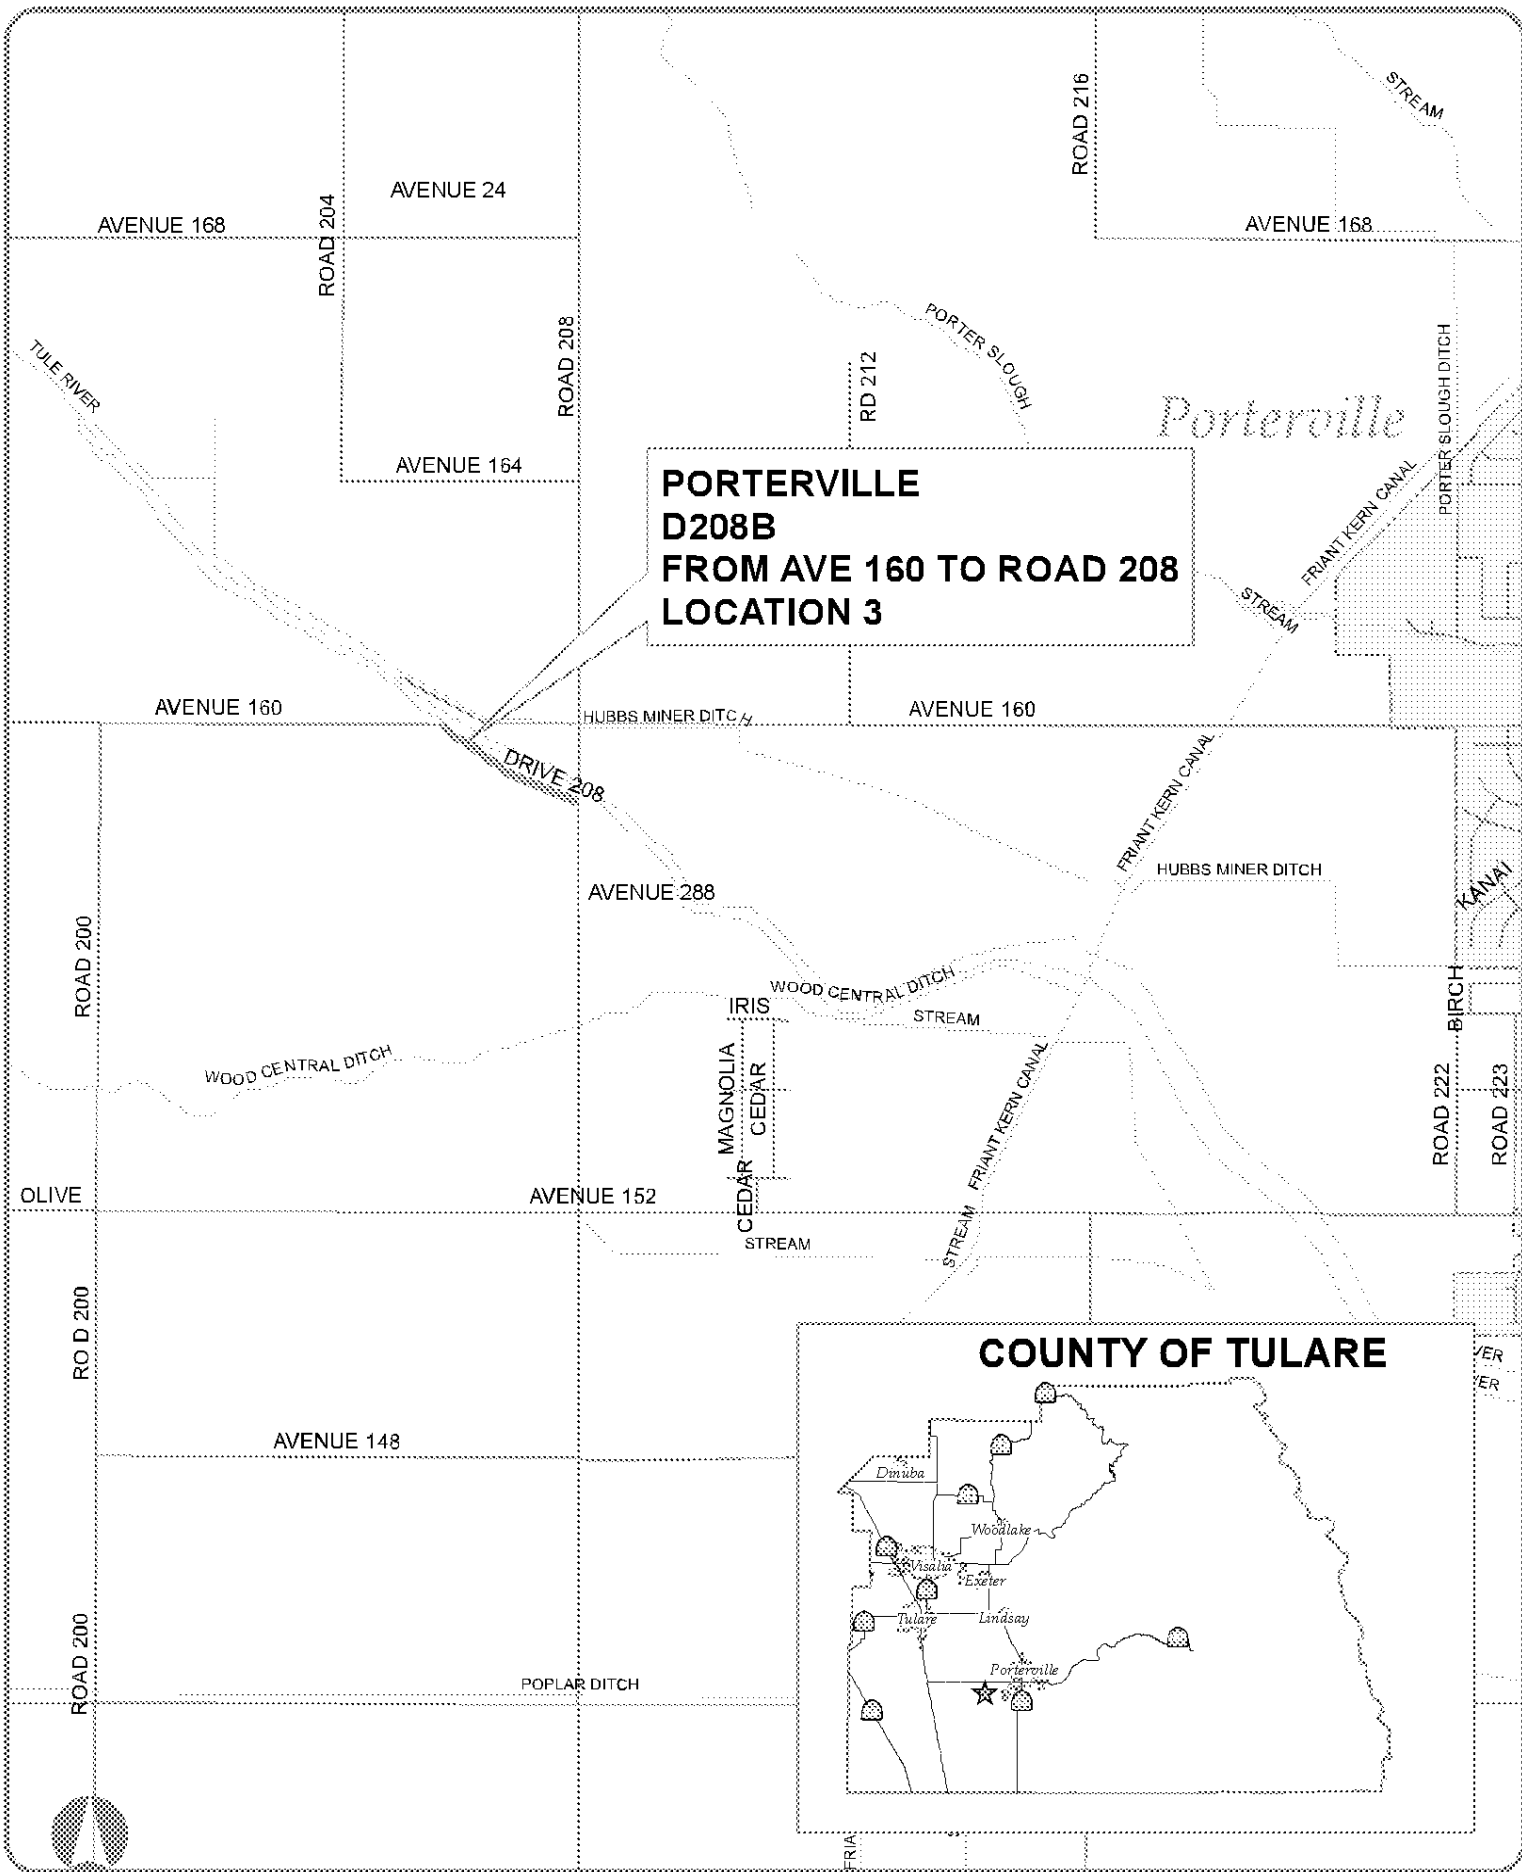 STREAM
ROAD 216
AVENUE 24
ROAD 204
AVENUE 168
AVENUE 168
PORTER SLOUGH
ROAD 208
TULE RIVER
RD 212
PORTER SLOUGH DITCH
Porterville
AVENUE 164
PORTERVILLE
D208B
FROM AVE 160 TO ROAD 208
LOCATION 3
FRIANT KERN CANAL
STREAM
AVENUE 160
HUBBS MINER DITCH
AVENUE 160
DRIVE 208
FRIANT KERN CANAL
HUBBS MINER DITCH
KANAI
AVENUE 288
ROAD 200
WOOD CENTRAL DITCH
IRIS
STREAM
BIRCH
WOOD CENTRAL DITCH
MAGNOLIA
CEDAR
FRIANT KERN CANAL
ROAD 222
ROAD 223
OLIVE
AVENUE 152
CEDAR
STREAM
STREAM
RO D 200
COUNTY OF TULARE
VER
VER
AVENUE 148
Dinuba
Woodlake
Visalia
Exeter
Tulare
Lindsay
Porterville
ROAD 200
POPLAR DITCH
FRIA